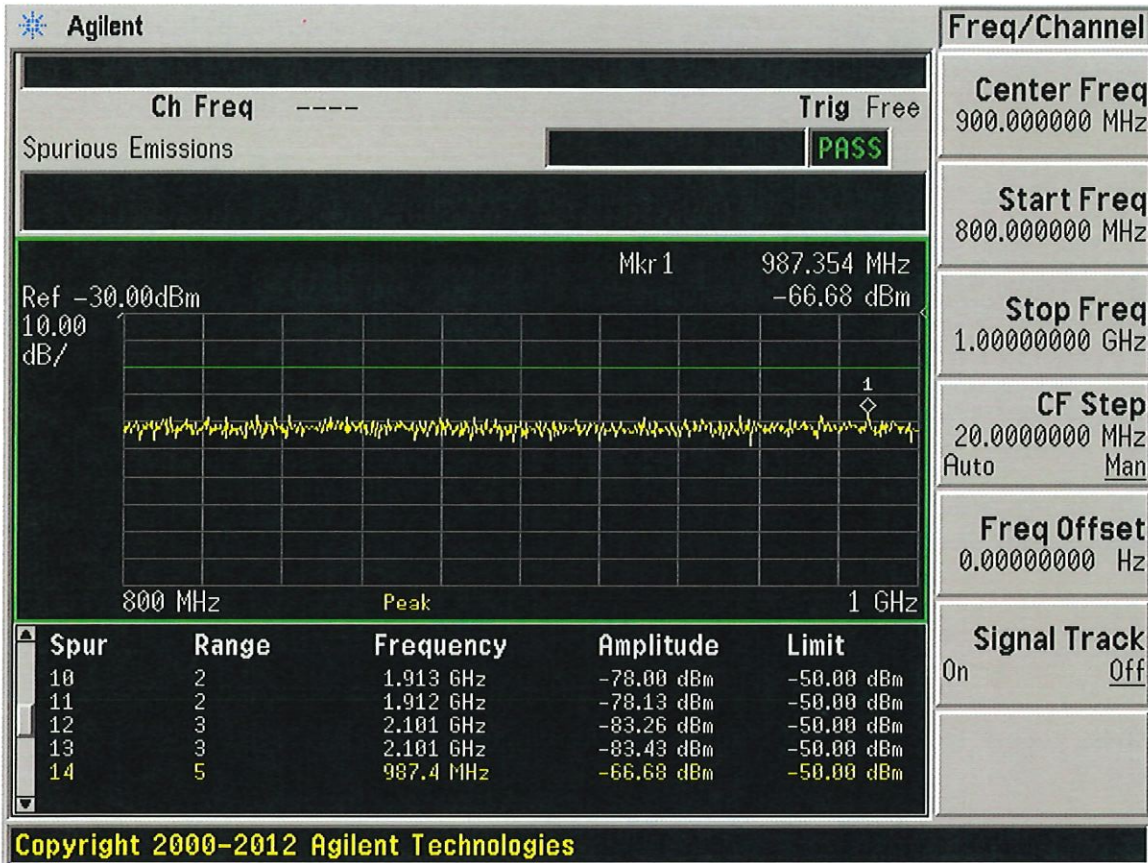 Agilent
Freq/Channel
Ch Freq ----
Trig Free
Spurious Emissions
PASS
Mkr1 987.354 MHz
-66.68 dBm
Ref -30.00dBm
10.00
dB/
1
800 MHz
Peak
1 GHz
Spur Range Frequency Amplitude Limit
10 2 1.913 GHz -78.00 dBm -50.00 dBm
11 2 1.912 GHz -78.13 dBm -50.00 dBm
12 3 2.101 GHz -83.26 dBm -50.00 dBm
13 3 2.101 GHz -83.43 dBm -50.00 dBm
14 5 987.4 MHz -66.68 dBm -50.00 dBm
Center Freq
900.000000 MHz
Start Freq
800.000000 MHz
Stop Freq
1.00000000 GHz
CF Step
20.0000000 MHz
Auto Man
Freq Offset
0.00000000 Hz
Signal Track
On Off
Copyright 2000-2012 Agilent Technologies